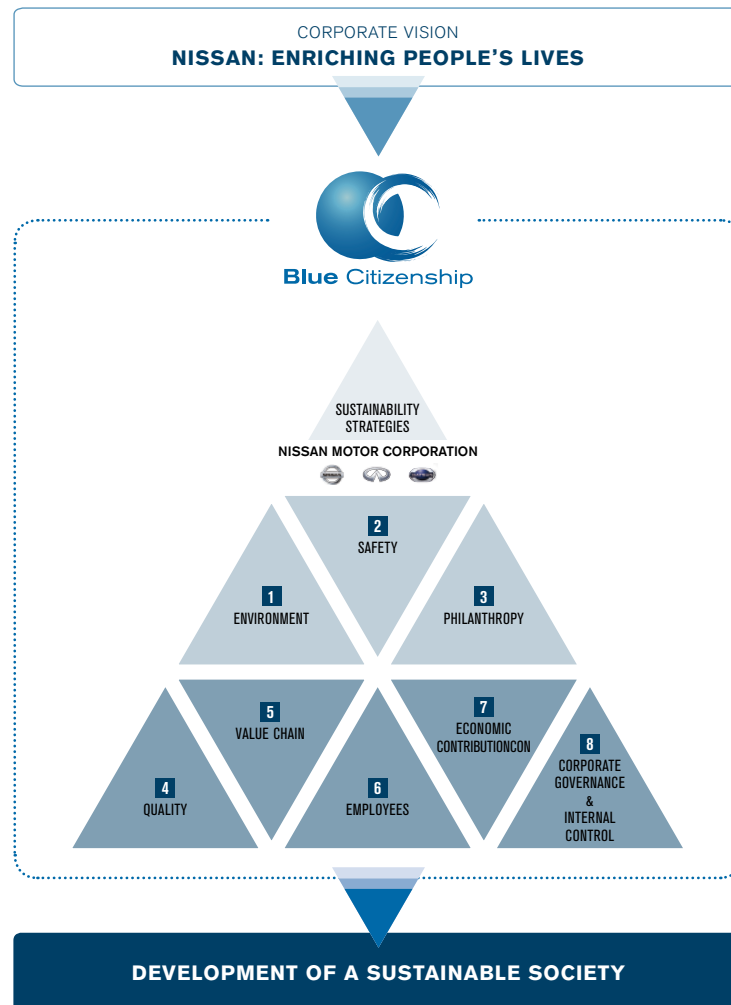 CORPORATE VISION
NISSAN: ENRICHING PEOPLE'S LIVES
Blue Citizenship
SUSTAINABILITY
STRATEGIES
NISSAN MOTOR CORPORATION
1
ENVIRONMENT
2
SAFETY
3
PHILANTHROPY
4
QUALITY
5
VALUE CHAIN
6
EMPLOYEES
7
ECONOMIC
CONTRIBUTIONCON
8
CORPORATE
GOVERNANCE
&
INTERNAL
CONTROL
DEVELOPMENT OF A SUSTAINABLE SOCIETY